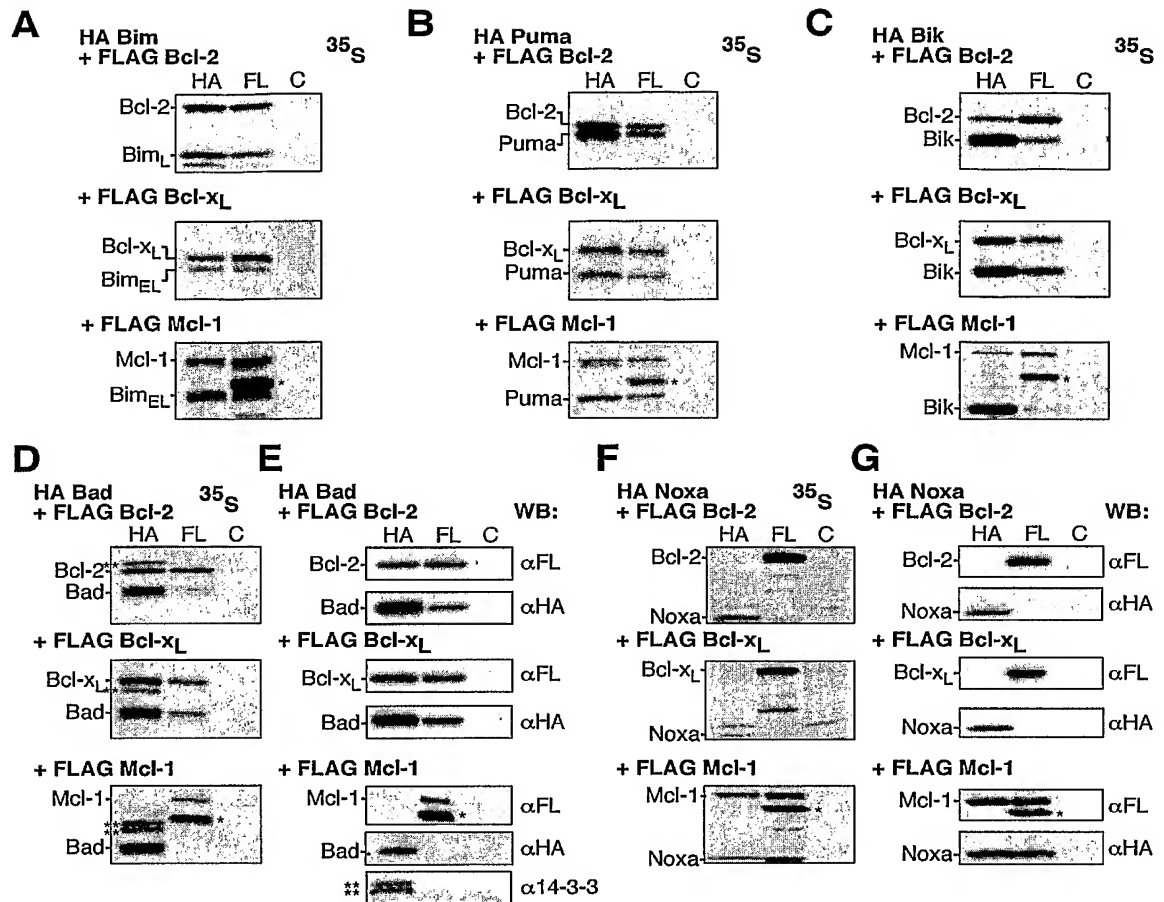 A
HA Bim
+ FLAG Bcl-2
35S
HA FL C
Bcl-2
BimL
+ FLAG Bcl-xL
Bcl-xL
BimEL
+ FLAG Mcl-1
Mcl-1
BimEL
*
B
HA Puma
+ FLAG Bcl-2
35S
HA FL C
Bcl-2
Puma
+ FLAG Bcl-xL
Bcl-xL
Puma
+ FLAG Mcl-1
Mcl-1
*
Puma
C
HA Bik
+ FLAG Bcl-2
35S
HA FL C
Bcl-2
Bik
+ FLAG Bcl-xL
Bcl-xL
Bik
+ FLAG Mcl-1
Mcl-1
*
Bik
D
HA Bad
+ FLAG Bcl-2
35S
HA FL C
**
Bcl-2
Bad
+ FLAG Bcl-xL
Bcl-xL
**
Bad
+ FLAG Mcl-1
Mcl-1
*
**
**
Bad
E
HA Bad
+ FLAG Bcl-2
WB:
HA FL C
Bcl-2 αFL
Bad αHA
+ FLAG Bcl-xL
Bcl-xL αFL
Bad αHA
+ FLAG Mcl-1
Mcl-1 * αFL
Bad αHA
** α14-3-3
**
F
HA Noxa
+ FLAG Bcl-2
35S
HA FL C
Bcl-2
Noxa
+ FLAG Bcl-xL
Bcl-xL
Noxa
+ FLAG Mcl-1
Mcl-1
*
Noxa
G
HA Noxa
+ FLAG Bcl-2
WB:
HA FL C
Bcl-2 αFL
Noxa αHA
+ FLAG Bcl-xL
Bcl-xL αFL
Noxa αHA
+ FLAG Mcl-1
Mcl-1 * αFL
Noxa αHA